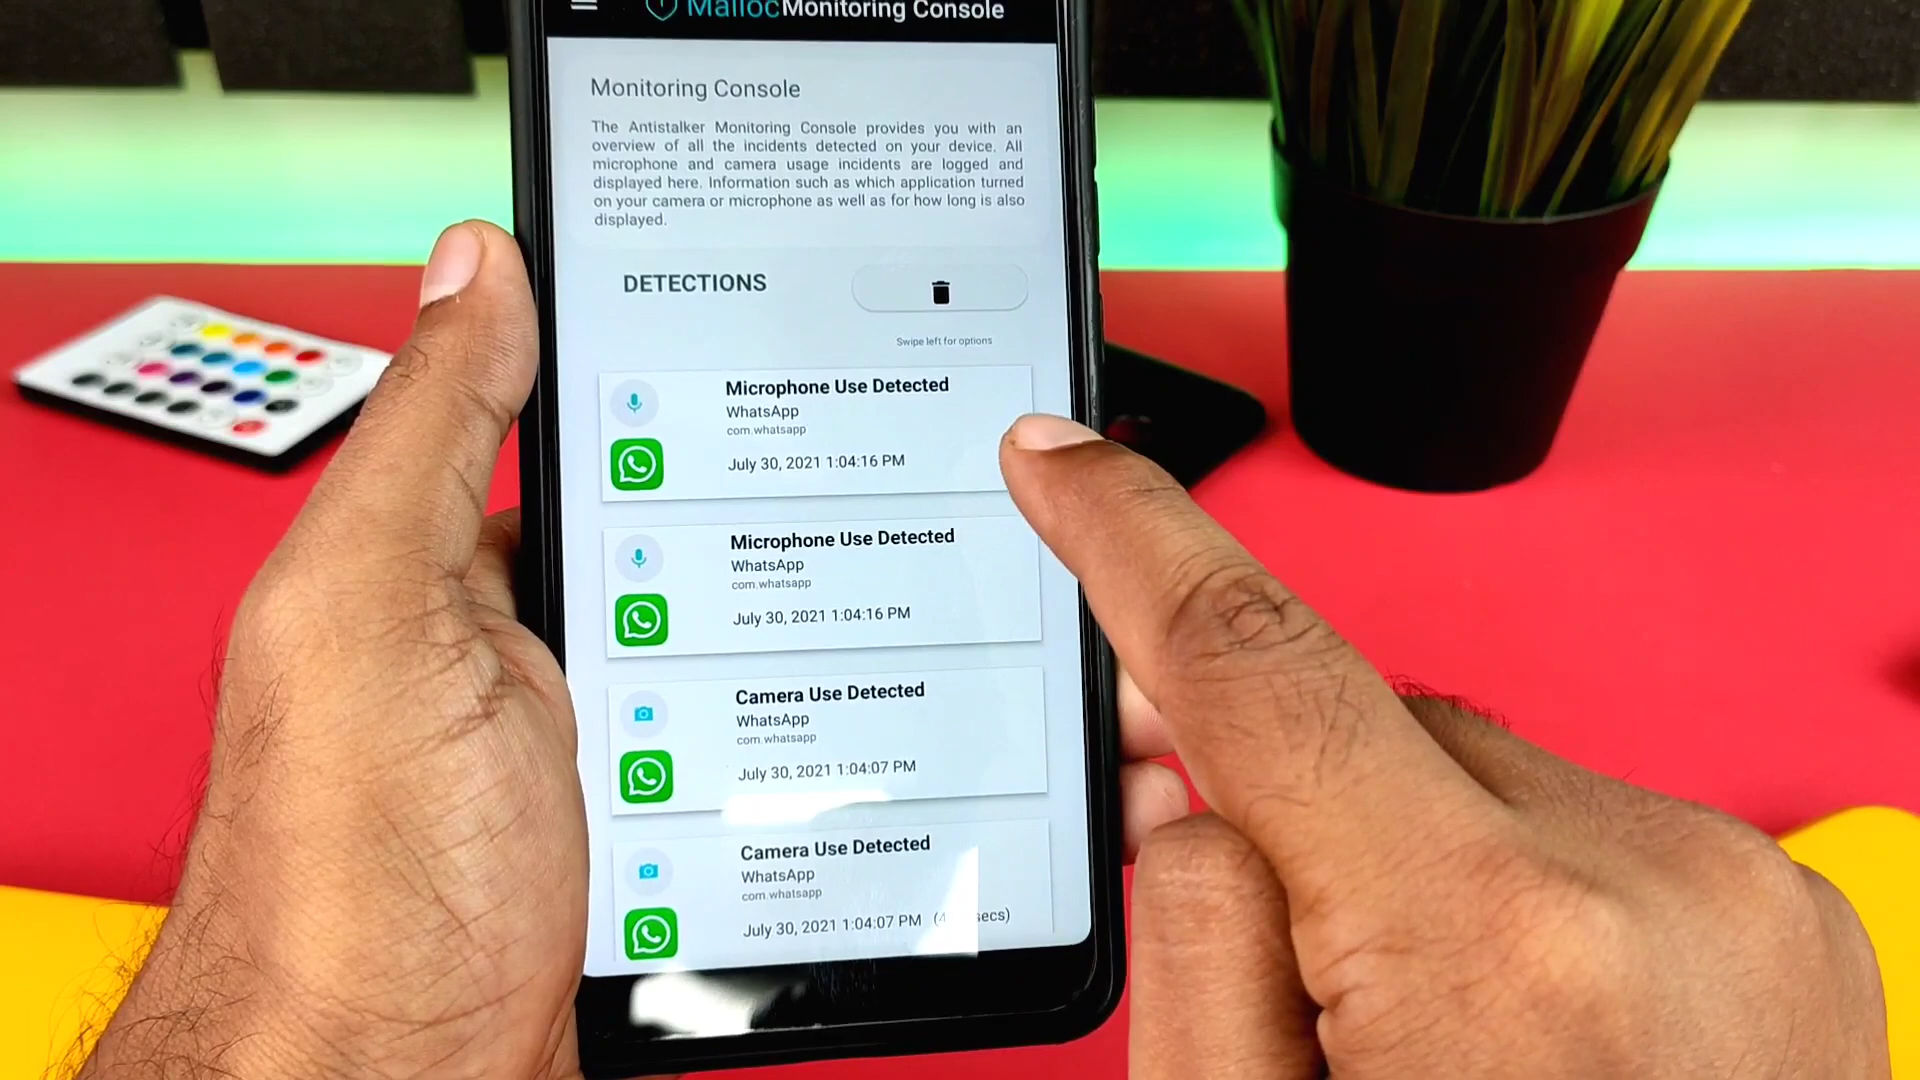 Malloc Monitoring Console
Monitoring Console
The Antistalker Monitoring Console provides you with an
overview of all the incidents detected on your device. All
microphone and camera usage incidents are logged and
displayed here. Information such as which application turned
on your camera or microphone as well as for how long is also
displayed.
DETECTIONS
Swipe left for options
Microphone Use Detected
WhatsApp
com.whatsapp
July 30, 2021 1:04:16 PM
Microphone Use Detected
WhatsApp
com.whatsapp
July 30, 2021 1:04:16 PM
Camera Use Detected
WhatsApp
com.whatsapp
July 30, 2021 1:04:07 PM
Camera Use Detected
WhatsApp
com.whatsapp
July 30, 2021 1:04:07 PM